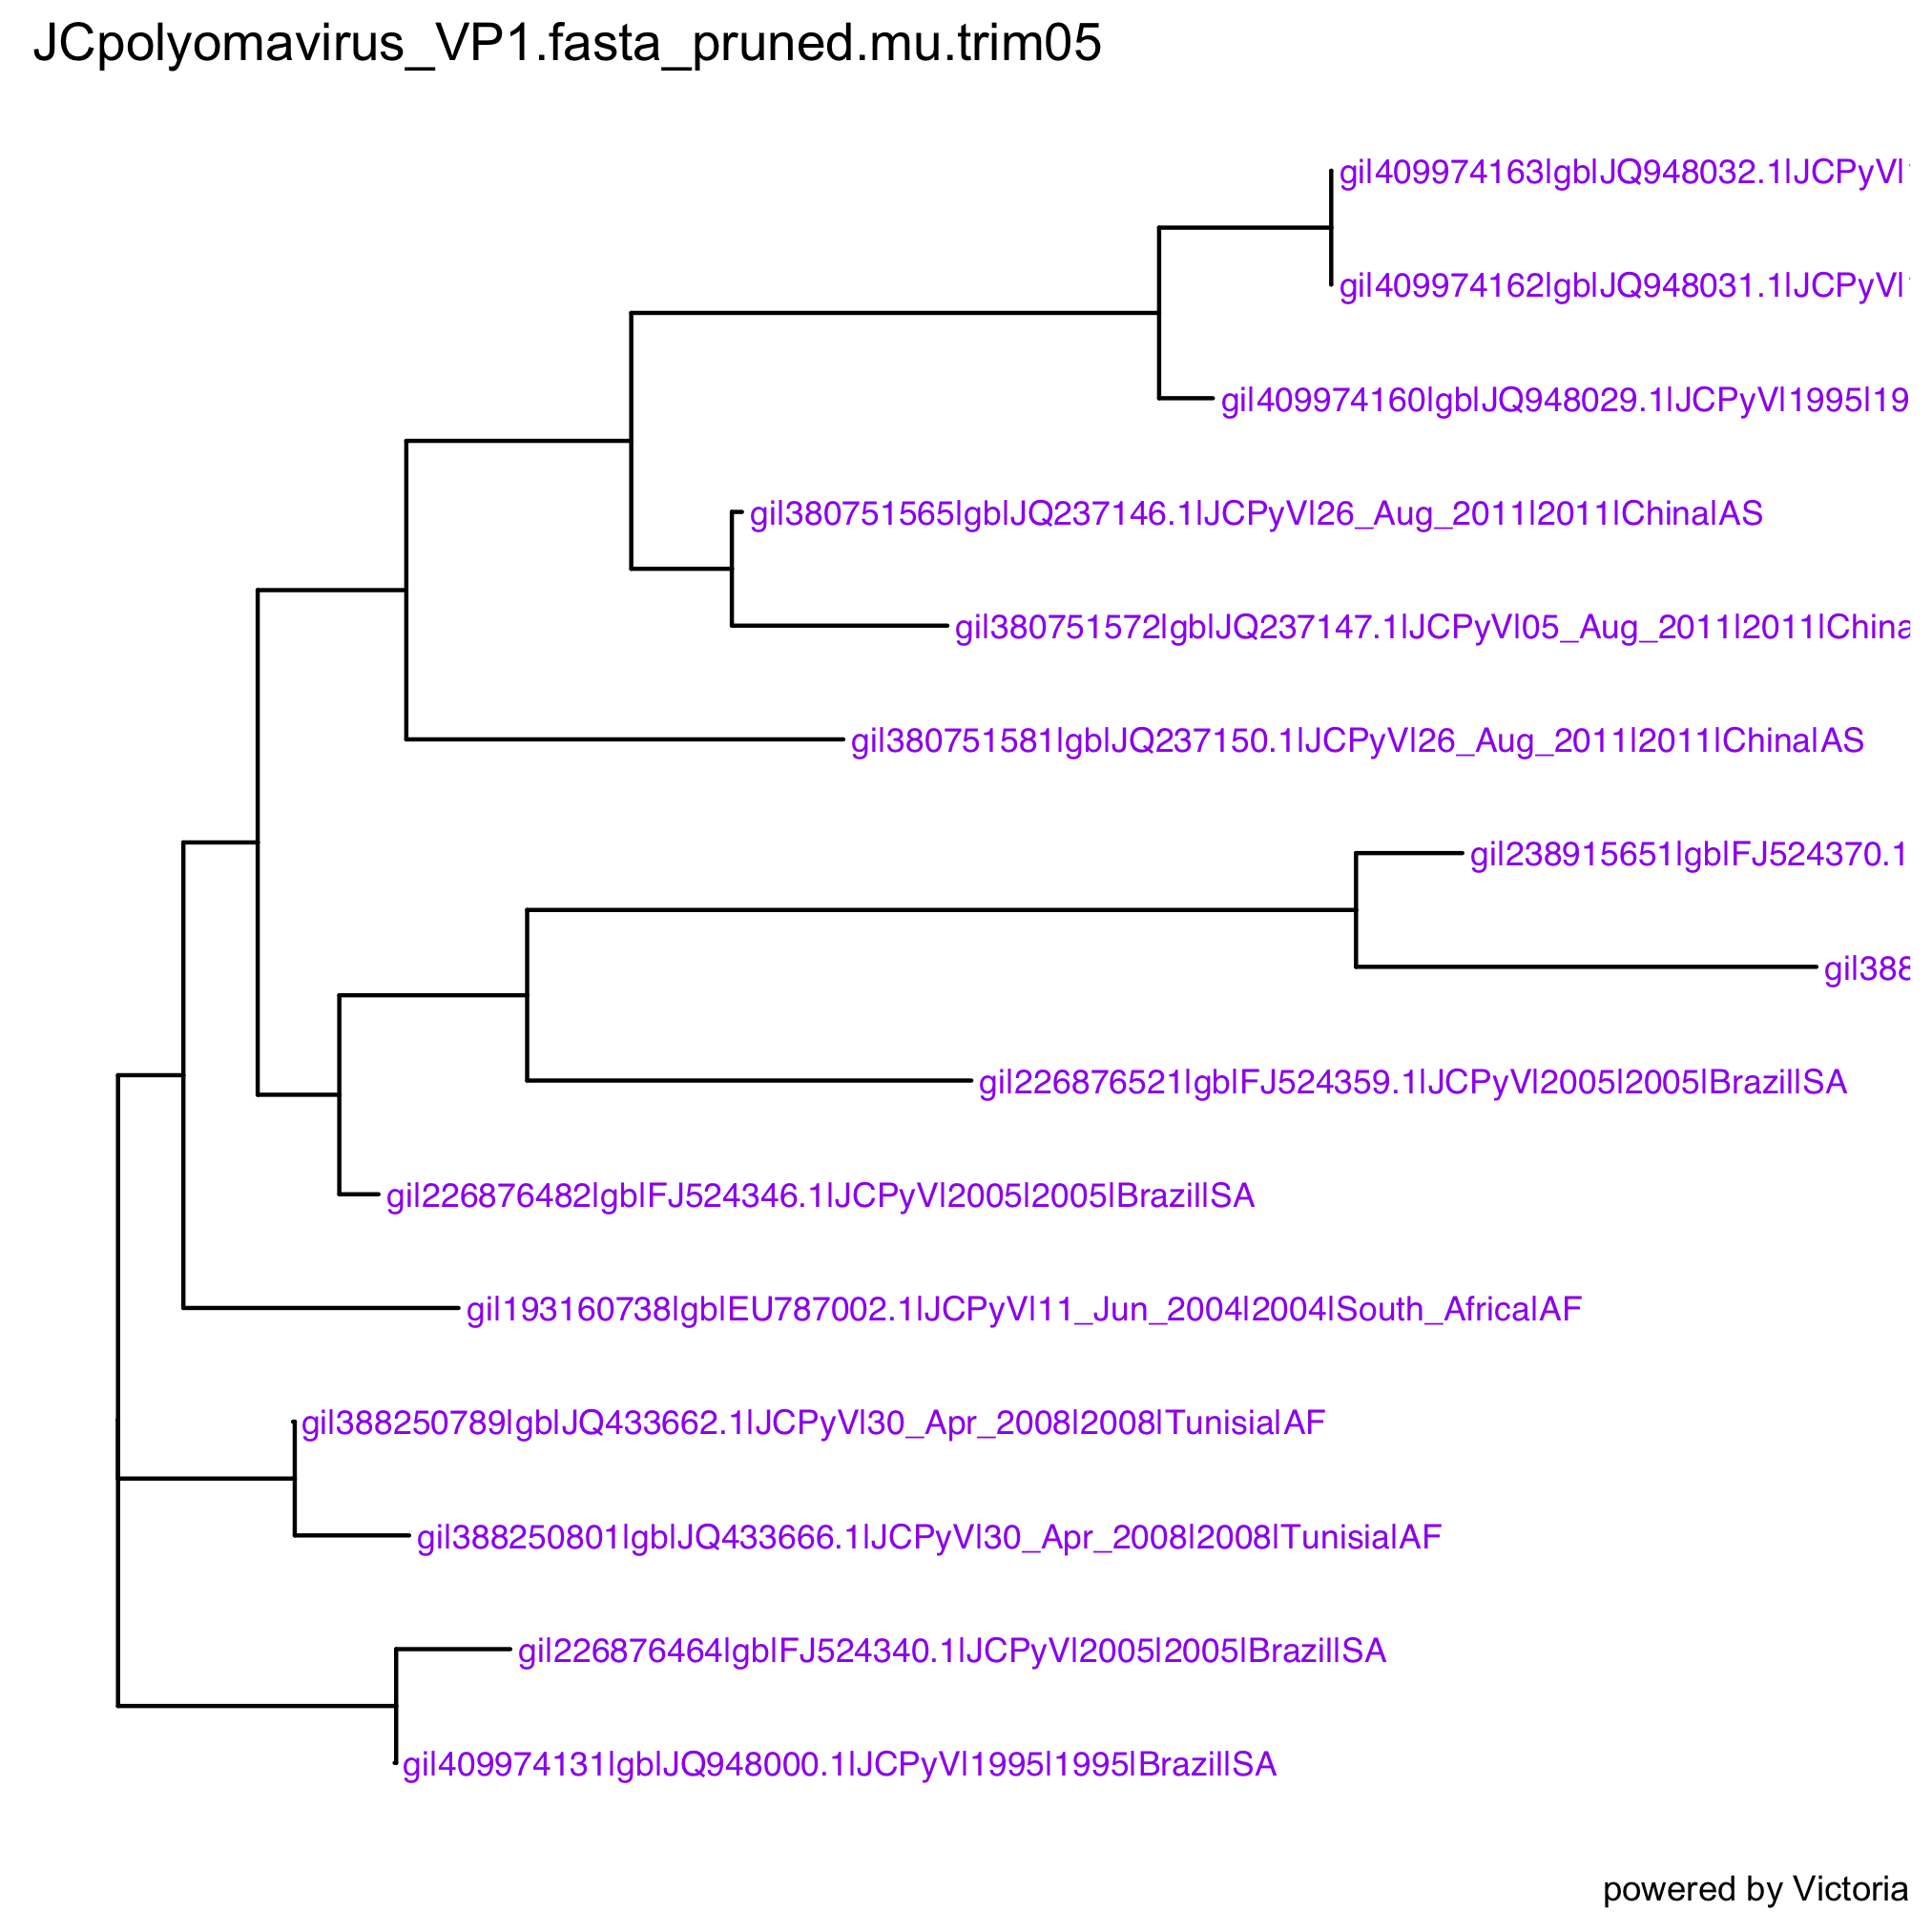 JCpolyomavirus_VP1.fasta_pruned.mu.trim05
gi|409974163|gb|JQ948032.1|JCPyV|
gi|409974162|gb|JQ948031.1|JCPyV|
gi|409974160|gb|JQ948029.1|JCPyV|1995|19
gi|380751565|gb|JQ237146.1|JCPyV|26_Aug_2011|2011|China|AS
gi|380751572|gb|JQ237147.1|JCPyV|05_Aug_2011|2011|China
gi|380751581|gb|JQ237150.1|JCPyV|26_Aug_2011|2011|China|AS
gi|238915651|gb|FJ524370.1
gi|388
gi|226876521|gb|FJ524359.1|JCPyV|2005|2005|Brazil|SA
gi|226876482|gb|FJ524346.1|JCPyV|2005|2005|Brazil|SA
gi|193160738|gb|EU787002.1|JCPyV|11_Jun_2004|2004|South_Africa|AF
gi|388250789|gb|JQ433662.1|JCPyV|30_Apr_2008|2008|Tunisia|AF
gi|388250801|gb|JQ433666.1|JCPyV|30_Apr_2008|2008|Tunisia|AF
gi|226876464|gb|FJ524340.1|JCPyV|2005|2005|Brazil|SA
gi|409974131|gb|JQ948000.1|JCPyV|1995|1995|Brazil|SA
powered by Victoria